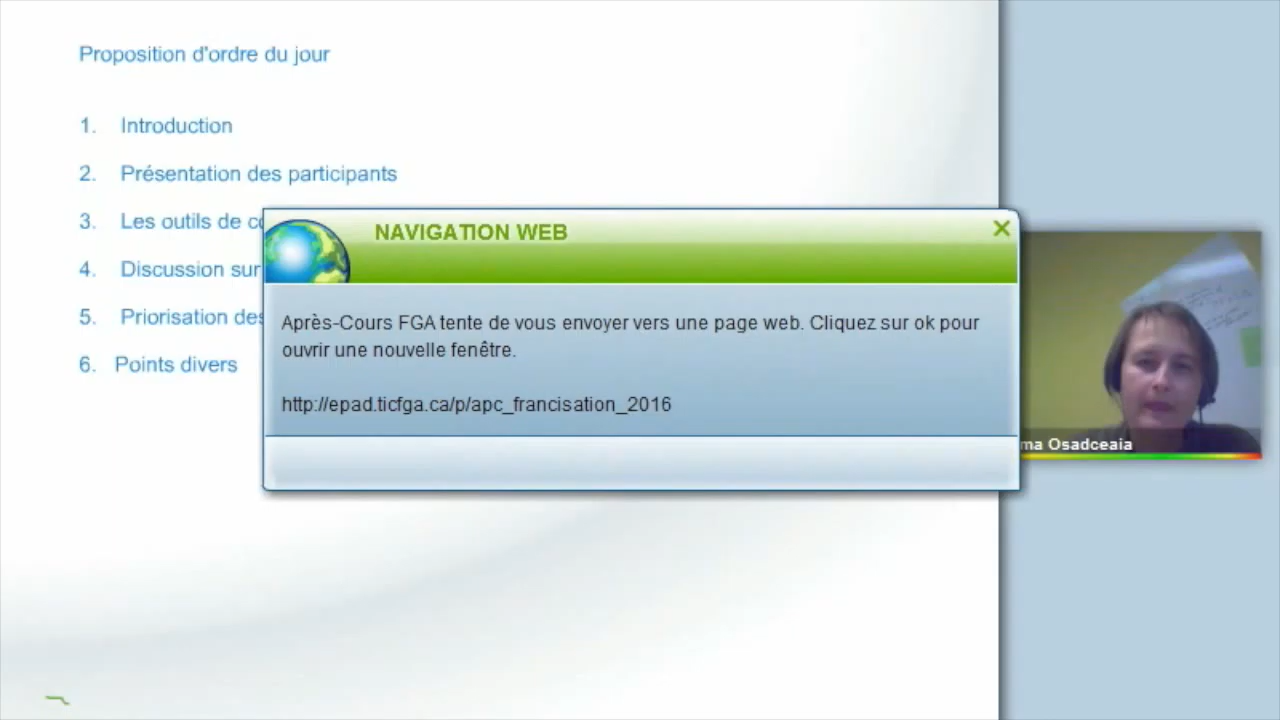 Proposition d'ordre du jour
1. Introduction
2. Présentation des participants
3. Les outils de
4. Discussion sur
5. Priorisation des
6. Points divers
NAVIGATION WEB
Après-Cours FGA tente de vous envoyer vers une page web. Cliquez sur ok pour
ouvrir une nouvelle fenêtre.
http://epad.ticfga.ca/p/apc_francisation_2016
ma Osadceaia